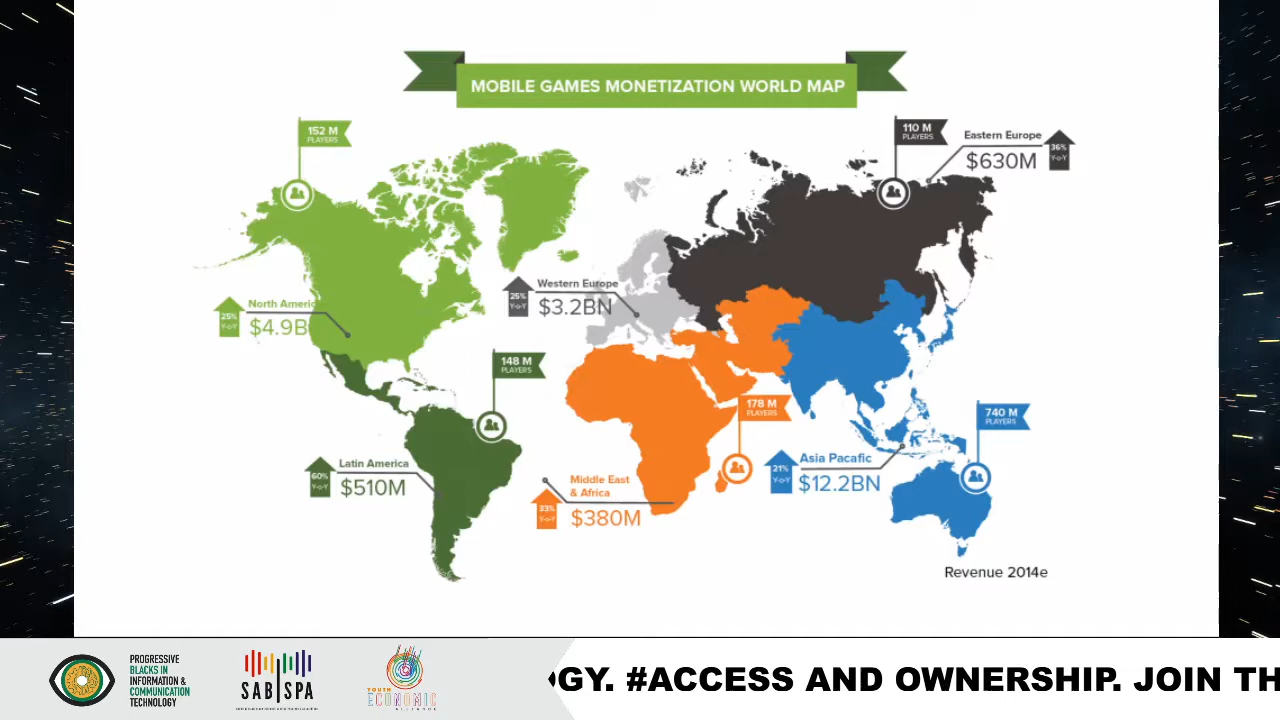 MOBILE GAMES MONETIZATION WORLD MAP
152 M
PLAYERS
110 M
PLAYERS
Eastern Europe
$630M
36%
Y-o-Y
Western Europe
$3.2BN
25%
Y-o-Y
North Americ
$4.9B
25%
Y-o-Y
148 M
PLAYERS
178 M
PLAYERS
740 M
PLAYERS
Latin America
$510M
60%
Y-o-Y
Middle East
& Africa
$380M
33%
Y-o-Y
Asia Pacafic
$12.2BN
21%
Y-o-Y
Revenue 2014e
PROGRESSIVE
BLACKS IN
INFORMATION &
COMMUNICATION
TECHNOLOGY
SABISPA
YOUTH
ECONOMIC
ALLIANCE
GY. #ACCESS AND OWNERSHIP. JOIN TH